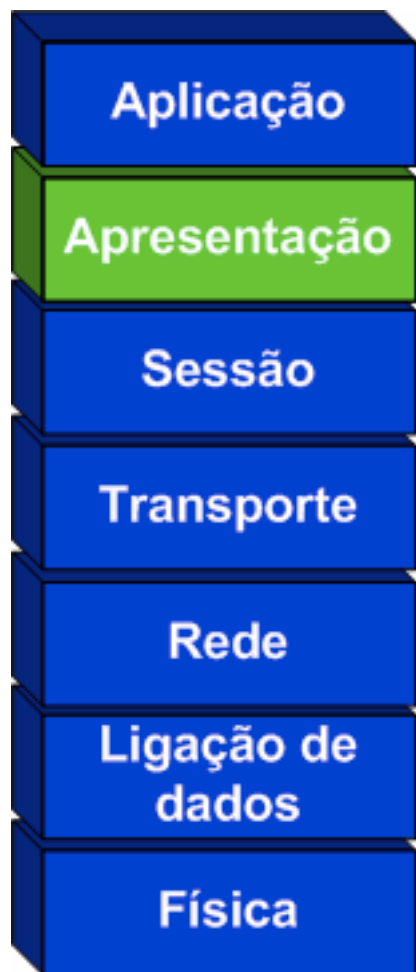 Aplicação
Apresentação
Sessão
Transporte
Rede
Ligação de
dados
Física